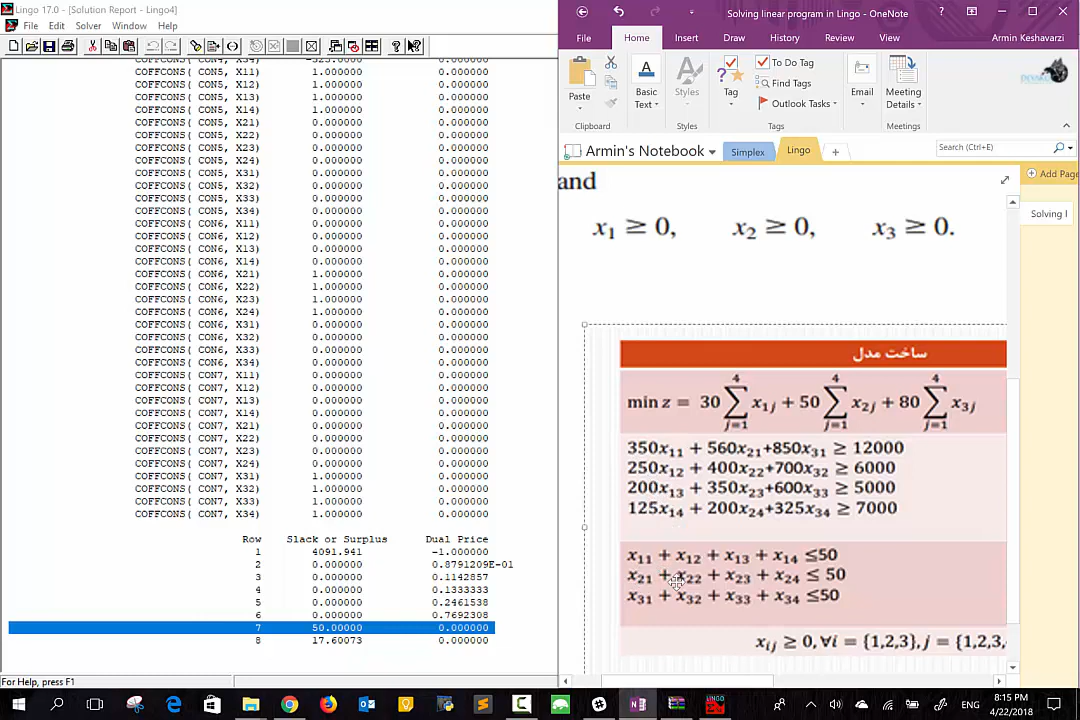 Lingo 17.0 - [Solution Report - Lingo4]
File Edit Solver Window Help
COFFCONS( CON4, X34) -325.0000 0.000000
COFFCONS( CON5, X11) 1.000000 0.000000
COFFCONS( CON5, X12) 1.000000 0.000000
COFFCONS( CON5, X13) 1.000000 0.000000
COFFCONS( CON5, X14) 1.000000 0.000000
COFFCONS( CON5, X21) 0.000000 0.000000
COFFCONS( CON5, X22) 0.000000 0.000000
COFFCONS( CON5, X23) 0.000000 0.000000
COFFCONS( CON5, X24) 0.000000 0.000000
COFFCONS( CON5, X31) 0.000000 0.000000
COFFCONS( CON5, X32) 0.000000 0.000000
COFFCONS( CON5, X33) 0.000000 0.000000
COFFCONS( CON5, X34) 0.000000 0.000000
COFFCONS( CON6, X11) 0.000000 0.000000
COFFCONS( CON6, X12) 0.000000 0.000000
COFFCONS( CON6, X13) 0.000000 0.000000
COFFCONS( CON6, X14) 0.000000 0.000000
COFFCONS( CON6, X21) 1.000000 0.000000
COFFCONS( CON6, X22) 1.000000 0.000000
COFFCONS( CON6, X23) 1.000000 0.000000
COFFCONS( CON6, X24) 1.000000 0.000000
COFFCONS( CON6, X31) 0.000000 0.000000
COFFCONS( CON6, X32) 0.000000 0.000000
COFFCONS( CON6, X33) 0.000000 0.000000
COFFCONS( CON6, X34) 0.000000 0.000000
COFFCONS( CON7, X11) 0.000000 0.000000
COFFCONS( CON7, X12) 0.000000 0.000000
COFFCONS( CON7, X13) 0.000000 0.000000
COFFCONS( CON7, X14) 0.000000 0.000000
COFFCONS( CON7, X21) 0.000000 0.000000
COFFCONS( CON7, X22) 0.000000 0.000000
COFFCONS( CON7, X23) 0.000000 0.000000
COFFCONS( CON7, X24) 0.000000 0.000000
COFFCONS( CON7, X31) 1.000000 0.000000
COFFCONS( CON7, X32) 1.000000 0.000000
COFFCONS( CON7, X33) 1.000000 0.000000
COFFCONS( CON7, X34) 1.000000 0.000000
Row Slack or Surplus Dual Price
1 4091.941 -1.000000
2 0.000000 0.8791209E-01
3 0.000000 0.1142857
4 0.000000 0.1333333
5 0.000000 0.2461538
6 0.000000 0.7692308
7 50.00000 0.000000
8 17.60073 0.000000
For Help, press F1
Solving linear program in Lingo - OneNote
File Home Insert Draw History Review View Armin Keshavarzi
Paste
Clipboard
Basic Text
Styles
Styles
Tag
To Do Tag
Find Tags
Outlook Tasks
Tags
Email
Meeting Details
Meetings
Armin's Notebook Simplex Lingo
Search (Ctrl+E)
Add Page
Solving l
and
x₁ ≥ 0, x₂ ≥ 0, x₃ ≥ 0.
ساخت مدل
min z = 30 ∑_{j=1}^{4} x₁ⱼ + 50 ∑_{j=1}^{4} x₂ⱼ + 80 ∑_{j=1}^{4} x₃ⱼ
350x₁₁ + 560x₂₁+850x₃₁ ≥ 12000
250x₁₂ + 400x₂₂+700x₃₂ ≥ 6000
200x₁₃ + 350x₂₃+600x₃₃ ≥ 5000
125x₁₄ + 200x₂₄+325x₃₄ ≥ 7000
x₁₁ + x₁₂ + x₁₃ + x₁₄ ≤50
x₂₁ + x₂₂ + x₂₃ + x₂₄ ≤ 50
x₃₁ + x₃₂ + x₃₃ + x₃₄ ≤50
xᵢⱼ ≥ 0, ∀i = {1,2,3}, j = {1,2,3,
ENG
8:15 PM
4/22/2018